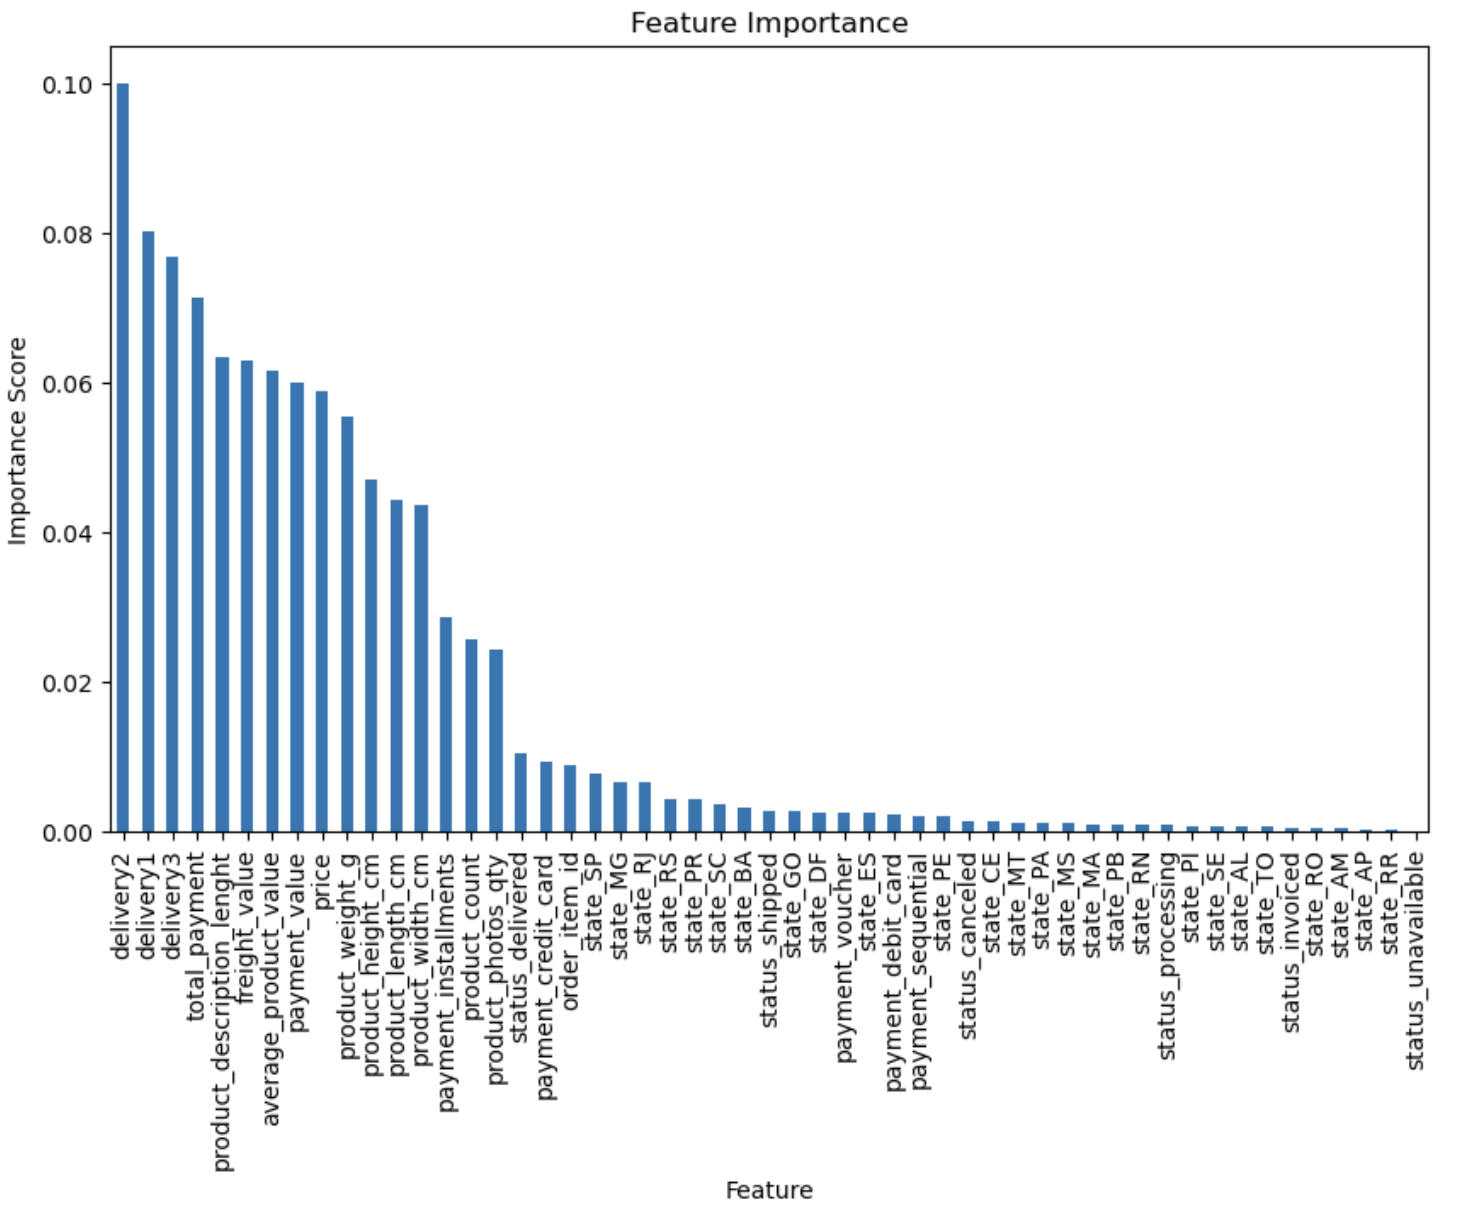 Feature Importance
Importance Score
0.10
0.08
0.06
0.04
0.02
0.00
delivery2
delivery1
delivery3
total_payment
product_description_lenght
freight_value
average_product_value
payment_value
price
product_weight_g
product_height_cm
product_length_cm
product_width_cm
payment_installments
product_count
product_photos_qty
status_delivered
payment_credit_card
order_item_id
state_SP
state_MG
state_RJ
state_RS
state_PR
state_SC
state_BA
status_shipped
state_GO
state_DF
payment_voucher
state_ES
payment_debit_card
payment_sequential
state_PE
status_canceled
state_CE
state_MT
state_PA
state_MS
state_MA
state_PB
state_RN
status_processing
state_PI
state_SE
state_AL
state_TO
status_invoiced
state_RO
state_AM
state_AP
state_RR
status_unavailable
Feature